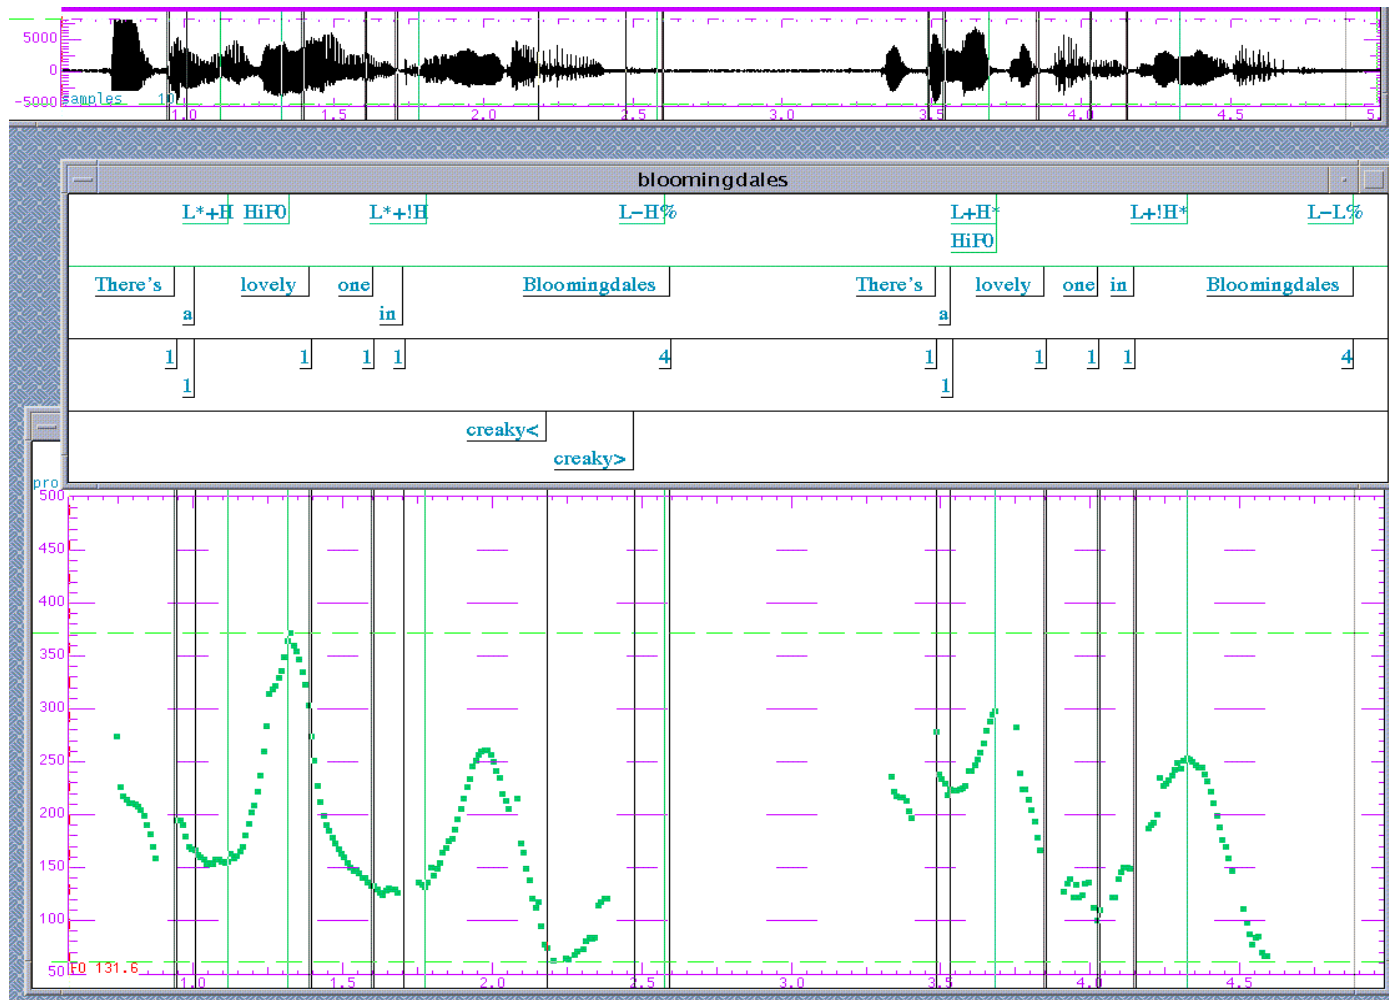 5000
0
-5000
samples 10
1.0 1.5 2.0 2.5 3.0 3.5 4.0 4.5 5.
bloomingdales
L*+H HiF0 L*+!H L-H% L+H* L+!H* L-L%
HiF0
There's lovely one Bloomingdales There's lovely one in Bloomingdales
a in a
1 1 1 1 4 1 1 1 1 4
1 1
creaky<
creaky>
pro
500
450
400
350
300
250
200
150
100
50
F0 131.6
1.0 1.5 2.0 2.5 3.0 3.5 4.0 4.5